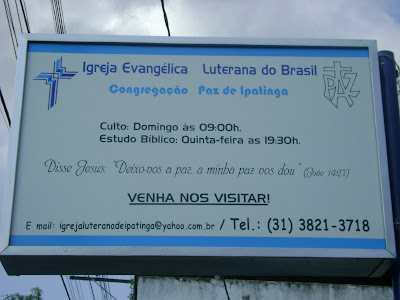 Igreja Evangélica Luterana do Brasil
PAZ
Congregação Paz de Ipatinga
Culto: Domingo às 09:00h.
Estudo Bíblico: Quinta-feira as 19:30h.
Disse Jesus: "Deixo-vos a paz, a minha paz vos dou" (João 14:27)
VENHA NOS VISITAR!
E mail: igrejaluteranadeipatinga@yahoo.com.br / Tel.: (31) 3821-3718